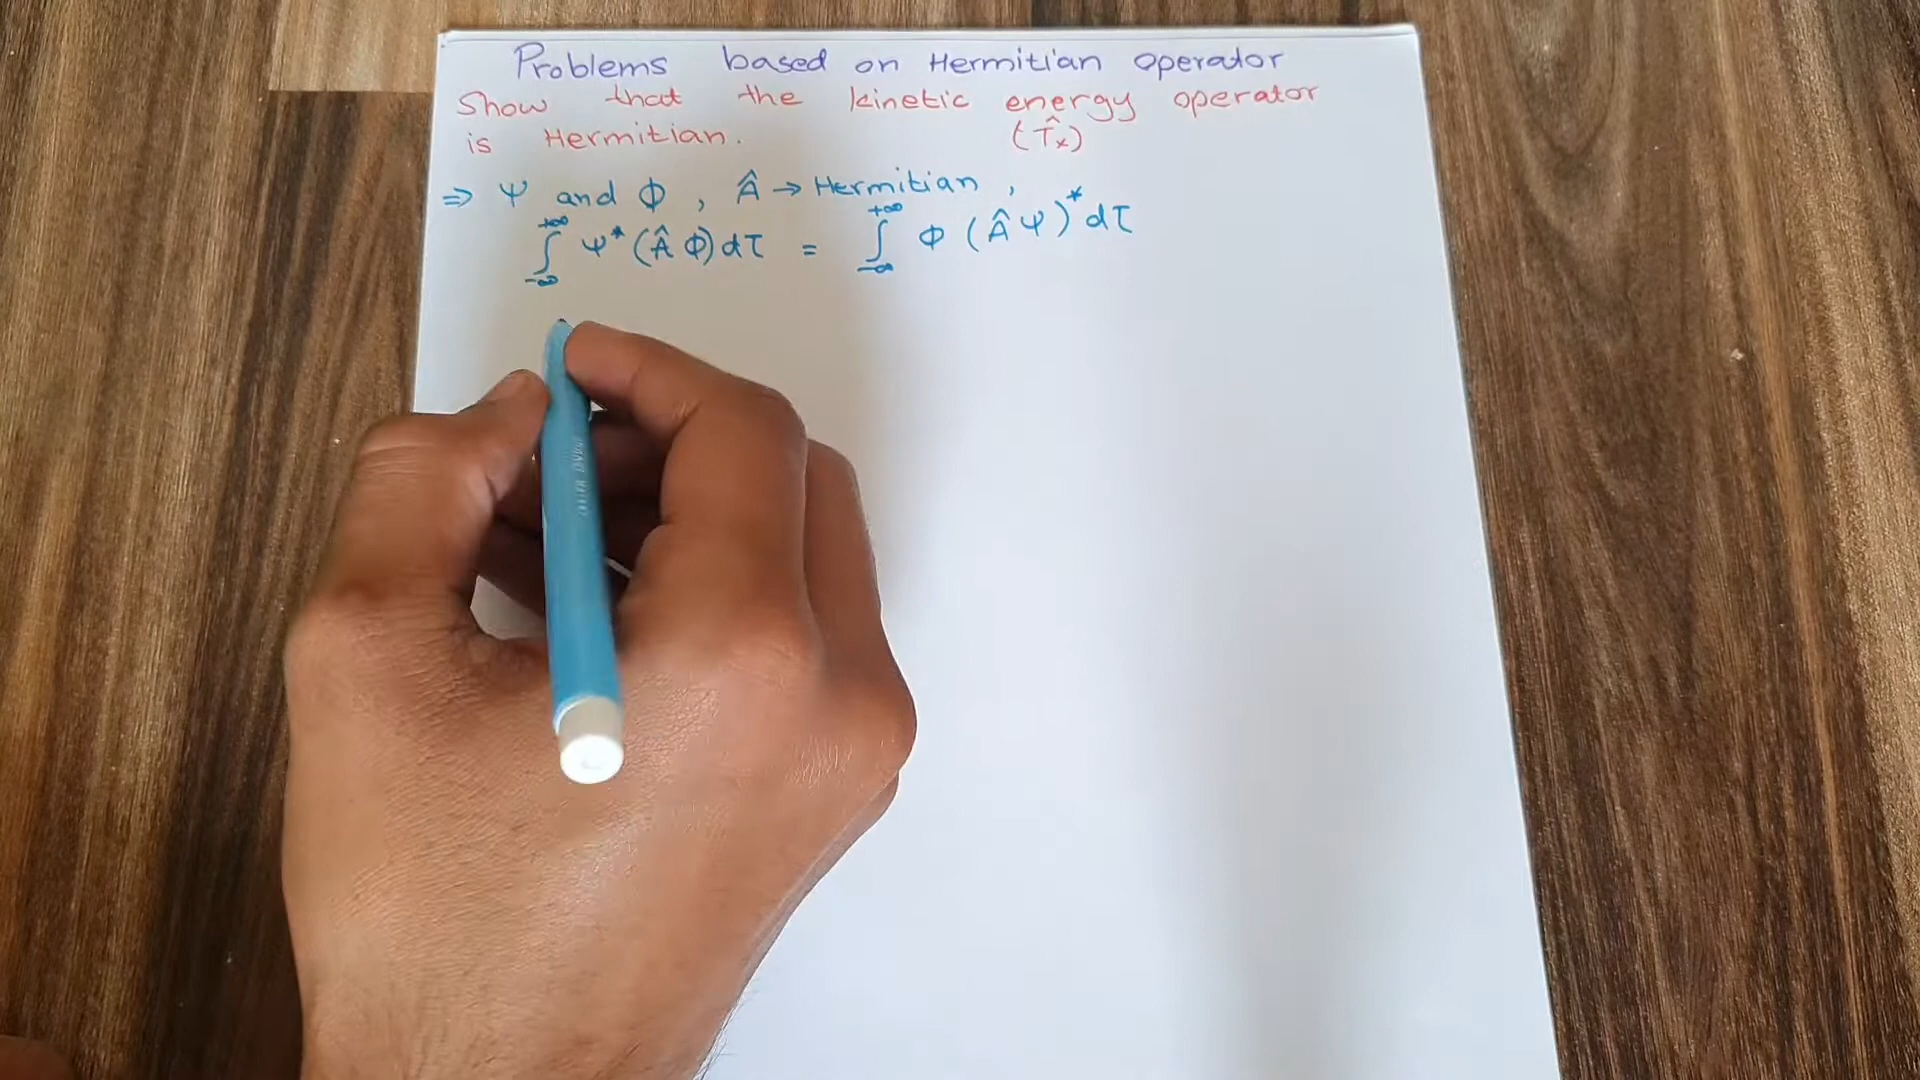 Problems based on Hermitian operator
Show that the kinetic energy operator
is Hermitian. (T̂ₓ)
⇒ Ψ and Φ , Â → Hermitian ,
∫₋∞⁺∞ Ψ* (Â Φ) dτ = ∫₋∞⁺∞ Φ (Â Ψ)* dτ